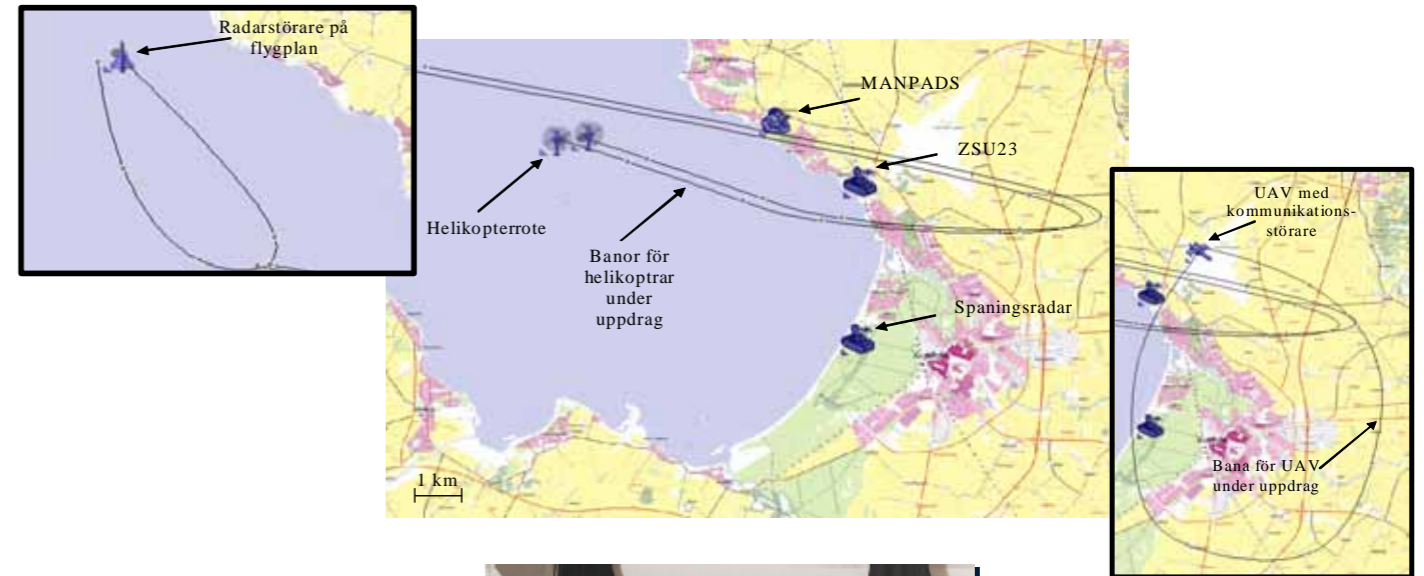 Radarstörare på
flygplan
MANPADS
ZSU23
Helikopterrote
Banor för
helikoptrar
under
uppdrag
Spaningsradar
1 km
UAV med
kommunikations-
störare
Bana för UAV
under uppdrag